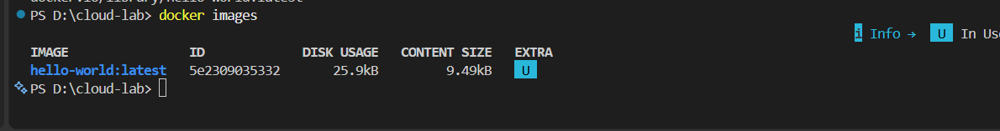 PS D:\cloud-lab> docker images
i Info → U In Us
IMAGE ID DISK USAGE CONTENT SIZE EXTRA
hello-world:latest 5e2309035332 25.9kB 9.49kB U
PS D:\cloud-lab>